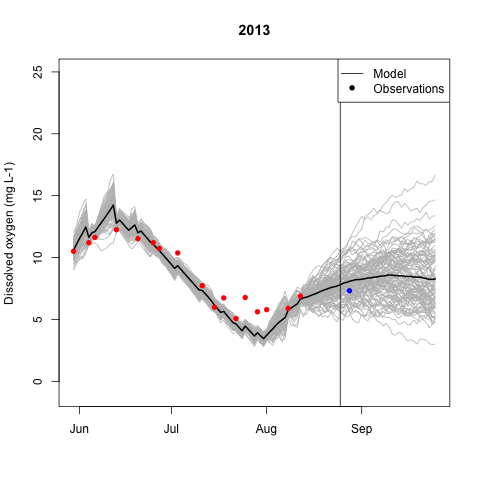 2013
Model
Observations
Dissolved oxygen (mg L-1)
25
20
15
10
5
0
Jun
Jul
Aug
Sep